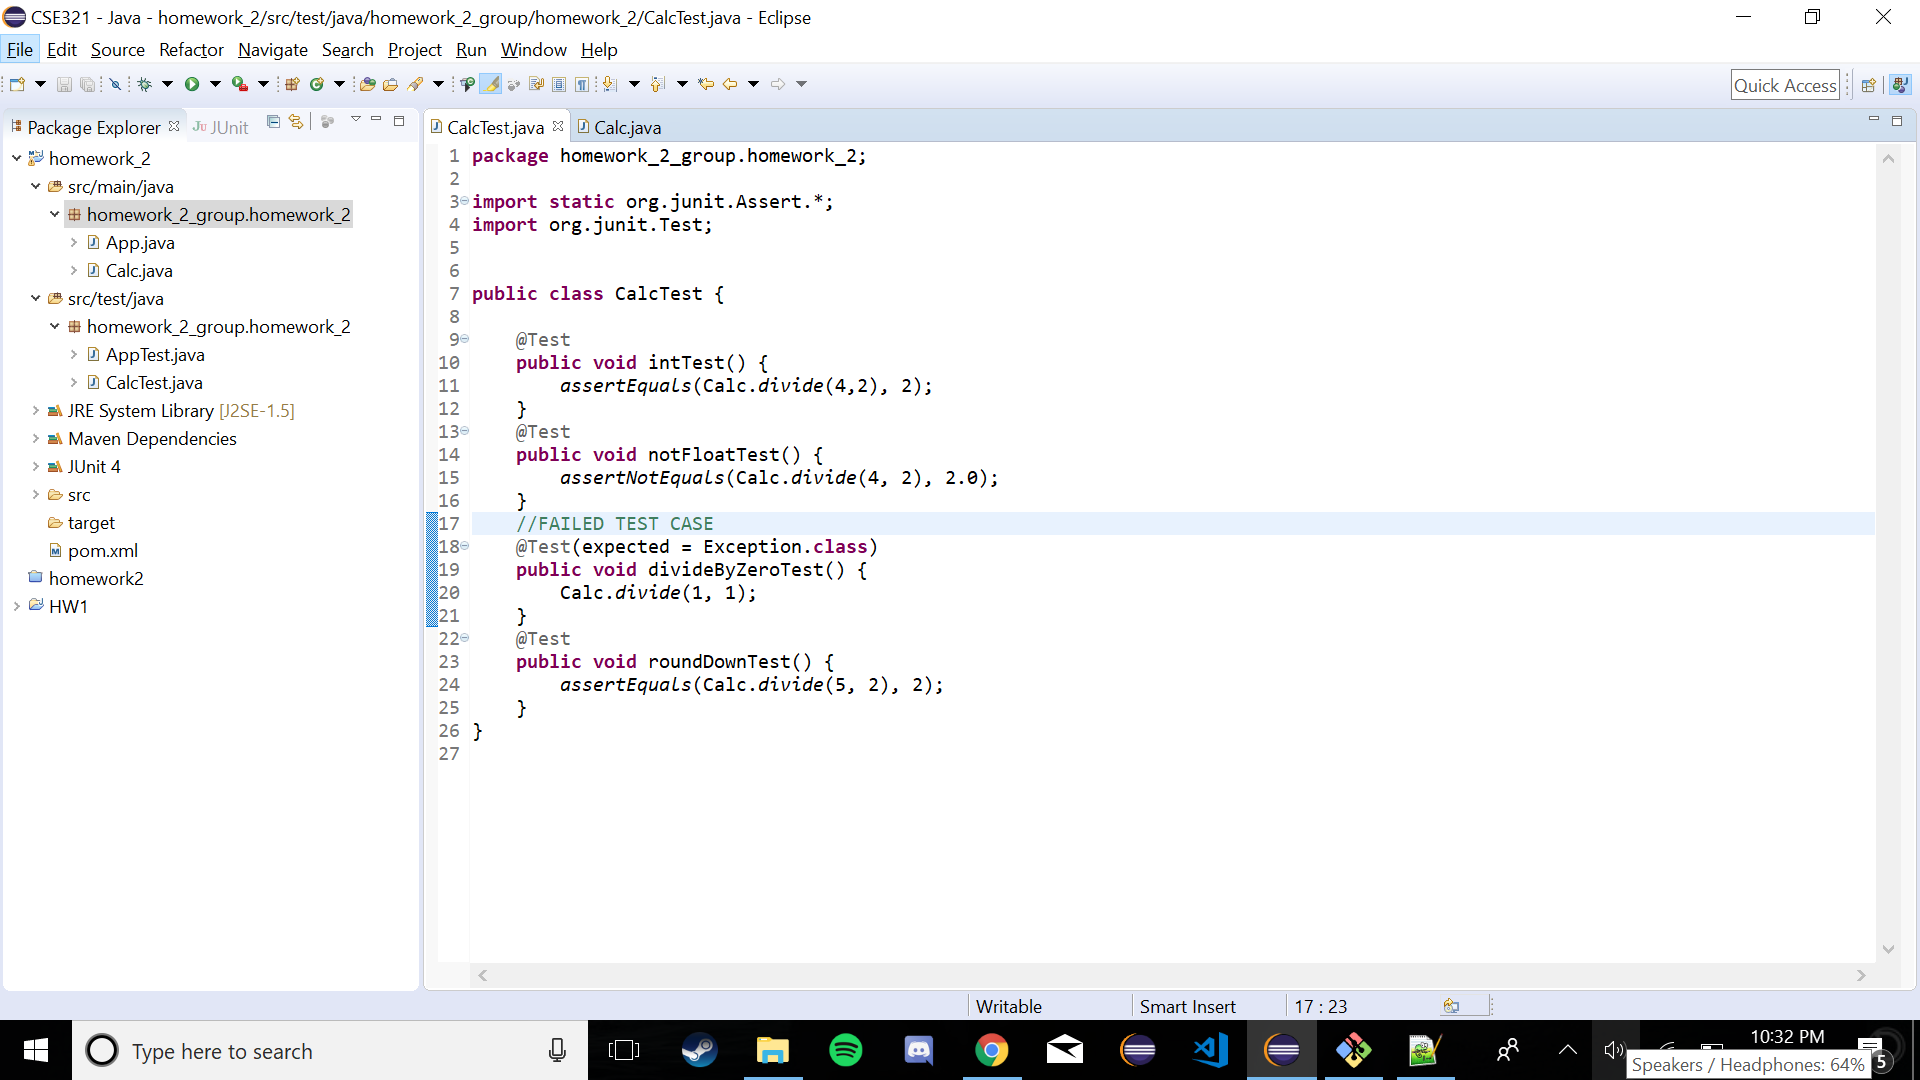 CSE321 - Java - homework_2/src/test/java/homework_2_group/homework_2/CalcTest.java - Eclipse
File Edit Source Refactor Navigate Search Project Run Window Help
Quick Access
Package Explorer
JUnit
homework_2
src/main/java
homework_2_group.homework_2
App.java
Calc.java
src/test/java
homework_2_group.homework_2
AppTest.java
CalcTest.java
JRE System Library [J2SE-1.5]
Maven Dependencies
JUnit 4
src
target
pom.xml
homework2
HW1
CalcTest.java
Calc.java
1 package homework_2_group.homework_2;
2
3 import static org.junit.Assert.*;
4 import org.junit.Test;
5
6
7 public class CalcTest {
8
9 @Test
10 public void intTest() {
11 assertEquals(Calc.divide(4,2), 2);
12 }
13 @Test
14 public void notFloatTest() {
15 assertNotEquals(Calc.divide(4, 2), 2.0);
16 }
17 //FAILED TEST CASE
18 @Test(expected = Exception.class)
19 public void divideByZeroTest() {
20 Calc.divide(1, 1);
21 }
22 @Test
23 public void roundDownTest() {
24 assertEquals(Calc.divide(5, 2), 2);
25 }
26 }
27
Writable
Smart Insert
17 : 23
Type here to search
10:32 PM
Speakers / Headphones: 64%
5